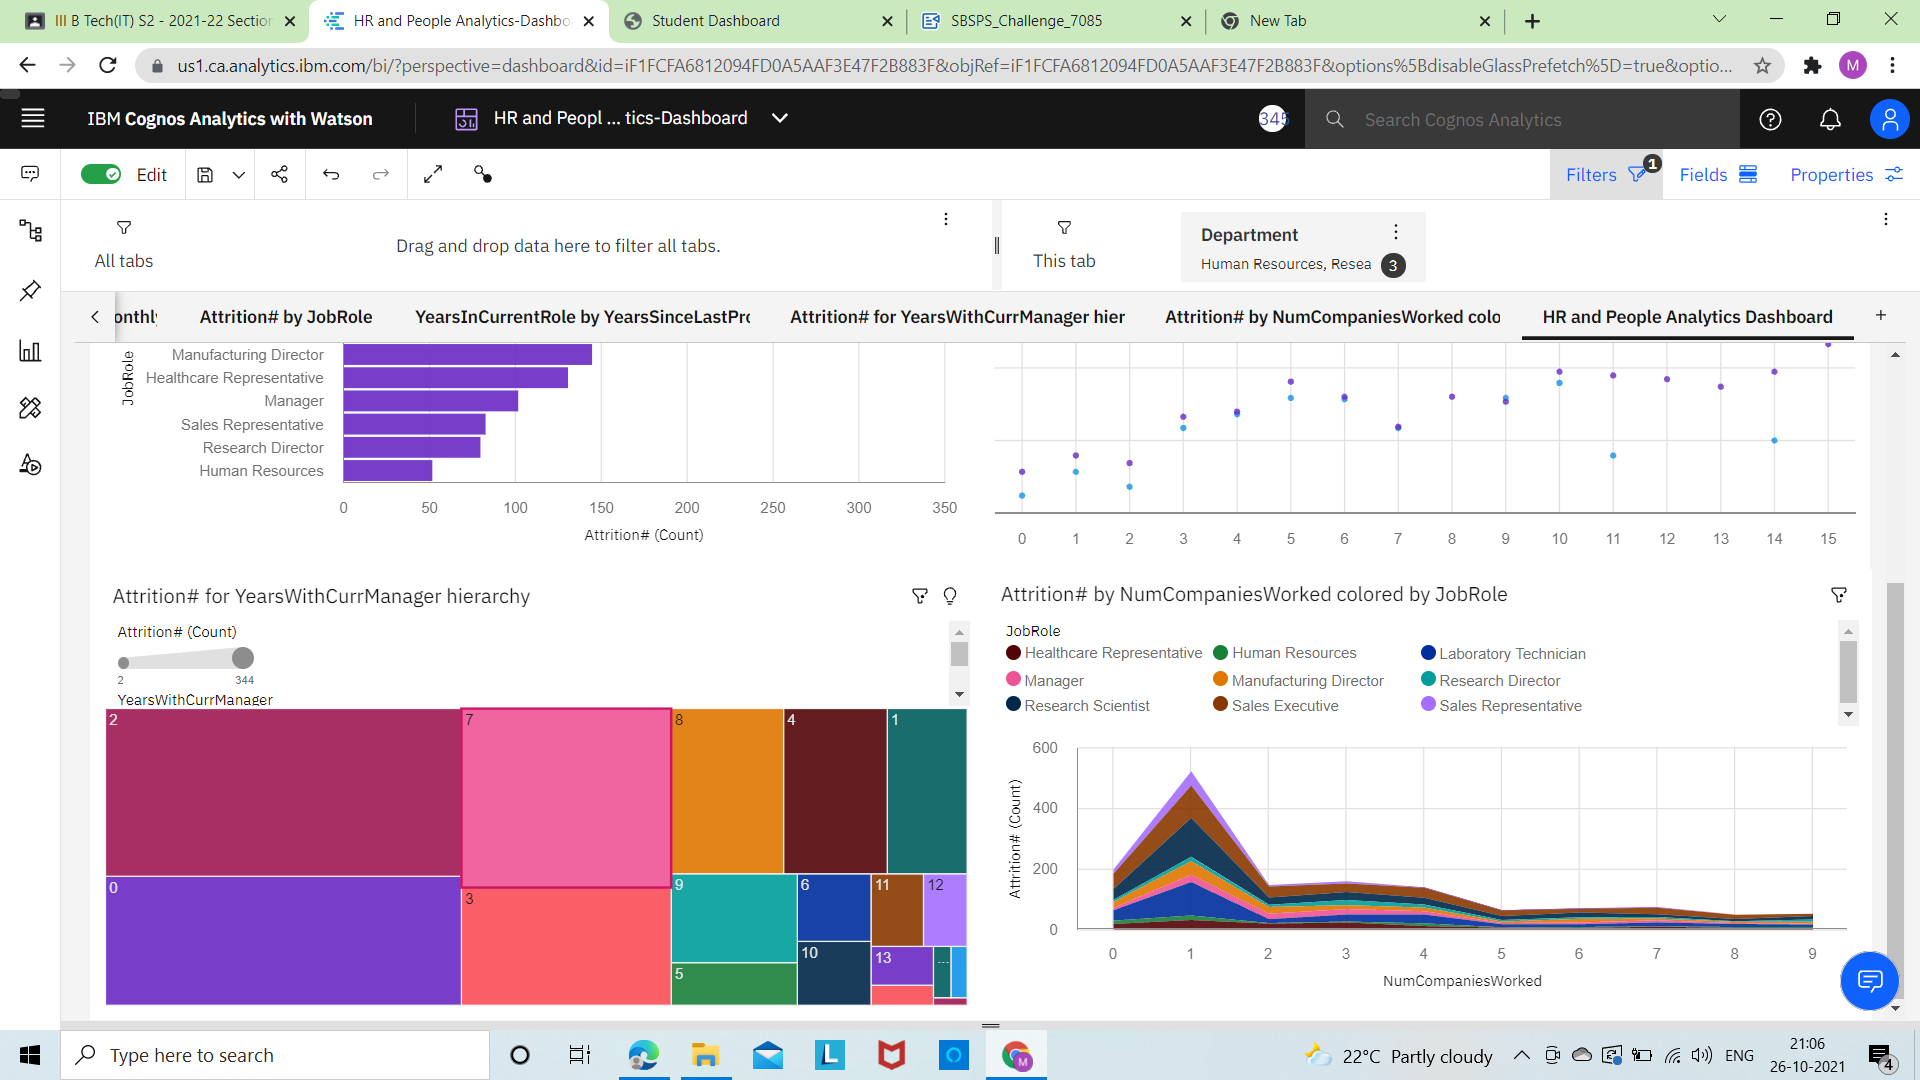 III B Tech(IT) S2 - 2021-22 Section
HR and People Analytics-Dashbo
Student Dashboard
SBSPS_Challenge_7085
New Tab
us1.ca.analytics.ibm.com/bi/?perspective=dashboard&id=iF1FCFA6812094FD0A5AAF3E47F2B883F&objRef=iF1FCFA6812094FD0A5AAF3E47F2B883F&options%5BdisableGlassPrefetch%5D=true&optio...
M
IBM Cognos Analytics with Watson
HR and Peopl ... tics-Dashboard
345
Search Cognos Analytics
Edit
Filters
1
Fields
Properties
All tabs
Drag and drop data here to filter all tabs.
This tab
Department
Human Resources, Resea
3
onthly
Attrition# by JobRole
YearsInCurrentRole by YearsSinceLastPro
Attrition# for YearsWithCurrManager hier
Attrition# by NumCompaniesWorked colo
HR and People Analytics Dashboard
+
JobRole
Manufacturing Director
Healthcare Representative
Manager
Sales Representative
Research Director
Human Resources
0 50 100 150 200 250 300 350
Attrition# (Count)
0 1 2 3 4 5 6 7 8 9 10 11 12 13 14 15
Attrition# for YearsWithCurrManager hierarchy
Attrition# (Count)
2 344
YearsWithCurrManager
2 7 8 4 1
0 3 9 6 11 12
5 10 13 ...
Attrition# by NumCompaniesWorked colored by JobRole
JobRole
Healthcare Representative Human Resources Laboratory Technician
Manager Manufacturing Director Research Director
Research Scientist Sales Executive Sales Representative
Attrition# (Count)
600
400
200
0
0 1 2 3 4 5 6 7 8 9
NumCompaniesWorked
Type here to search
L
M
22°C Partly cloudy
ENG
21:06
26-10-2021
4